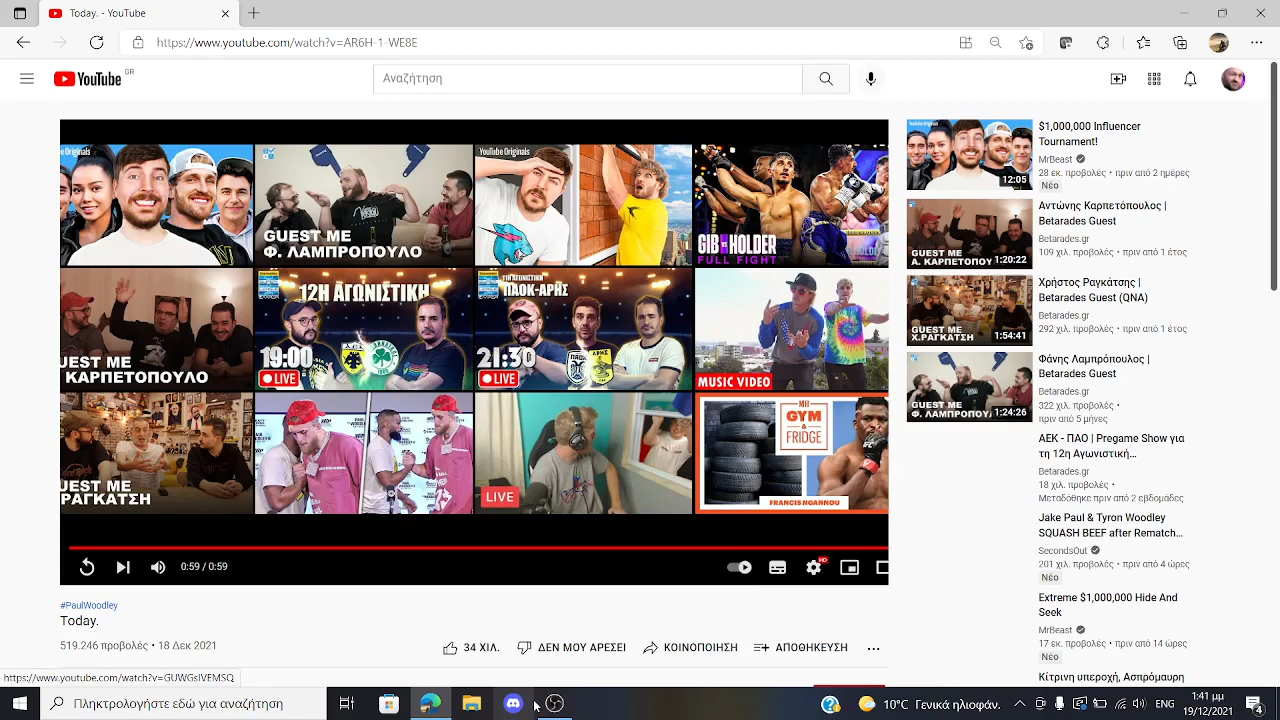 Today. - YouTube
https://www.youtube.com/watch?v=AR6H-1-WE8E
YouTube GR
Αναζήτηση
e Originals
GUEST ΜΕ
Φ. ΛΑΜΠΡΟΠΟΥΛΟ
YouTube Originals
GIB VS HOLDER
FULL FIGHT
UEST ΜΕ
ΚΑΡΠΕΤΟΠΟΥΛΟ
12Η ΑΓΩΝΙΣΤΙΚΗ
19:00
LIVE
11Η ΑΓΩΝΙΣΤΙΚΗ
ΠΑΟΚ-ΑΡΗΣ
21:30
LIVE
MUSIC VIDEO
UEST ΜΕ
ΡΑΓΚΑΤΣΗ
LIVE
MH
GYM
&
FRIDGE
FRANCIS NGANNOU
0:59 / 0:59
HD
#PaulWoodley
Today.
519.246 προβολές • 18 Δεκ 2021
34 ΧΙΛ.
ΔΕΝ ΜΟΥ ΑΡΕΣΕΙ
ΚΟΙΝΟΠΟΙΗΣΗ
ΑΠΟΘΗΚΕΥΣΗ
https://www.youtube.com/watch?v=GUWGslVEMSQ
YouTube Originals
12:05
$1,000,000 Influencer
Tournament!
MrBeast
28 εκ. προβολές • πριν από 2 ημέρες
Νέο
GUEST ΜΕ
Α. ΚΑΡΠΕΤΟΠΟΥ
1:20:22
Αντώνης Καρπετόπουλος |
Betarades Guest
Betarades.gr
109 χιλ. προβολές • πριν από 1 έτος
GUEST ΜΕ
Χ.ΡΑΓΚΑΤΣΗ
1:54:41
Χρήστος Ραγκάτσης |
Betarades Guest (QNA)
Betarades.gr
292 χιλ. προβολές • πριν από 1 έτος
GUEST ΜΕ
Φ. ΛΑΜΠΡΟΠΟΥ
1:24:26
Φάνης Λαμπρόπουλος |
Betarades Guest
Betarades.gr
322 χιλ. προβολές •
πριν από 5 μήνες
ΑΕΚ - ΠΑΟ | Pregame Show για
τη 12η Αγωνιστική...
Betarades.gr
18 χιλ. προβολές •
Μεταδόθηκε πριν από 2 εβδομάδες
Jake Paul & Tyron Woodley
SQUASH BEEF after Rematch...
SecondsOut
201 χιλ. προβολές • πριν από 4 ώρες
Νέο
Extreme $1,000,000 Hide And
Seek
MrBeast
17 εκ. προβολές • πριν από 14 ώρες
Νέο
Κίτρινη υπεροχή, Ασπρόμαυρη
Πληκτρολογήστε εδώ για αναζήτηση
10°C Γενικά ηλιοφάν.
1:41 μμ
19/12/2021